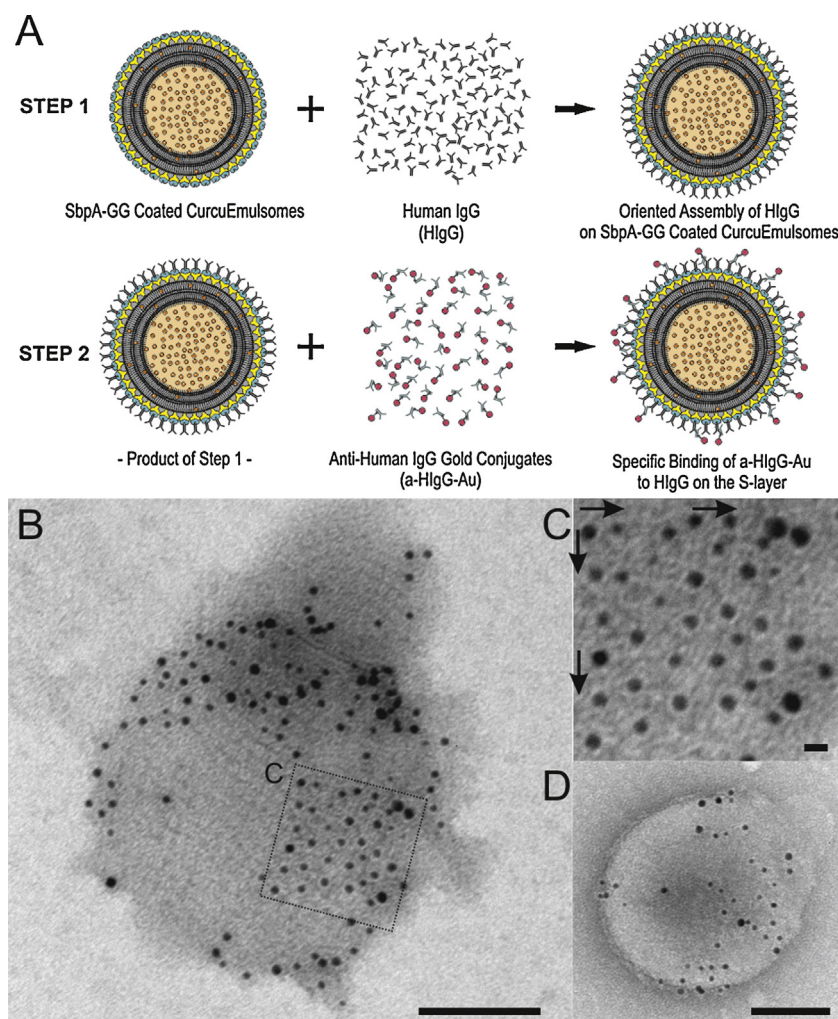 A
STEP 1
SbpA-GG Coated CurcuEmulsomes
+
Human IgG
(HIgG)
Oriented Assembly of HIgG
on SbpA-GG Coated CurcuEmulsomes
STEP 2
- Product of Step 1 -
+
Anti-Human IgG Gold Conjugates
(a-HIgG-Au)
Specific Binding of a-HIgG-Au
to HIgG on the S-layer
B
C
C
D